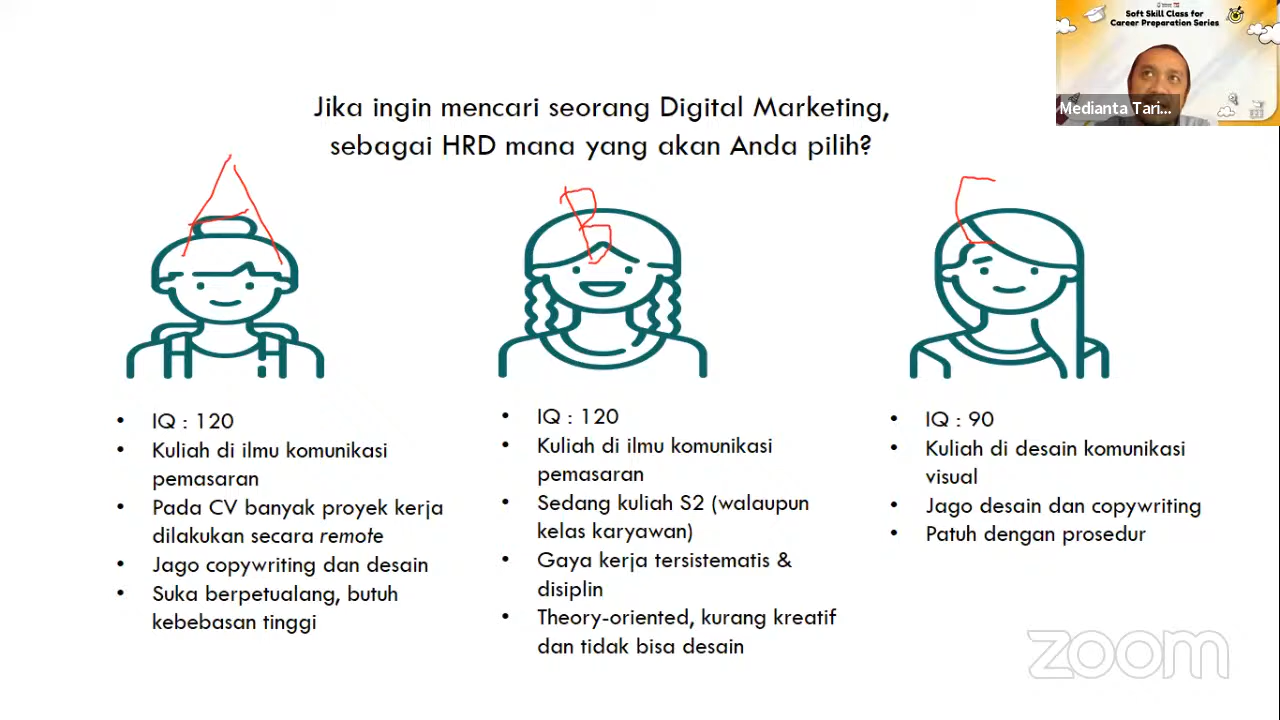 Soft Skill Class for
Career Preparation Series
Medianta Tari...
Jika ingin mencari seorang Digital Marketing,
sebagai HRD mana yang akan Anda pilih?
A
B
C
• IQ : 120
• Kuliah di ilmu komunikasi
pemasaran
• Pada CV banyak proyek kerja
dilakukan secara remote
• Jago copywriting dan desain
• Suka berpetualang, butuh
kebebasan tinggi
• IQ : 120
• Kuliah di ilmu komunikasi
pemasaran
• Sedang kuliah S2 (walaupun
kelas karyawan)
• Gaya kerja tersistematis &
disiplin
• Theory-oriented, kurang kreatif
dan tidak bisa desain
• IQ : 90
• Kuliah di desain komunikasi
visual
• Jago desain dan copywriting
• Patuh dengan prosedur
zoom